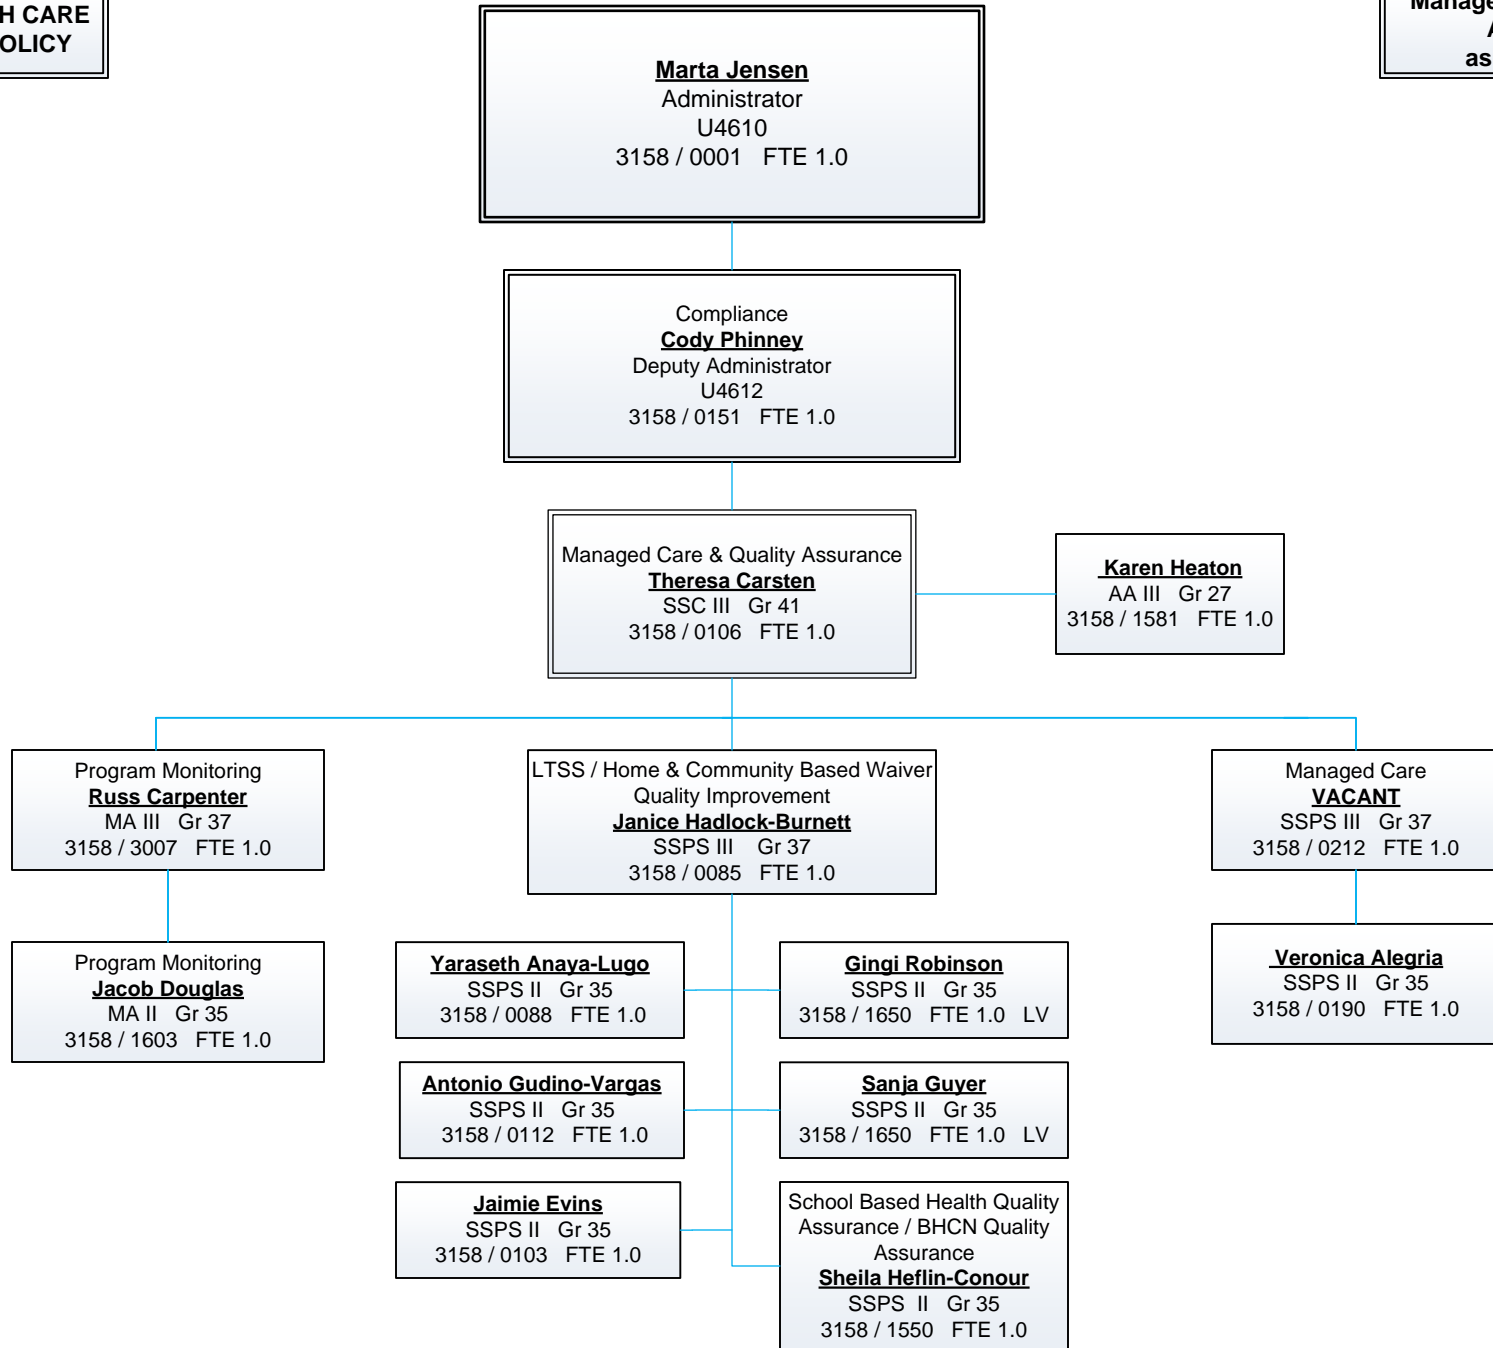 H CARE
OLICY
Manage
A
as
Marta Jensen
Administrator
U4610
3158 / 0001 FTE 1.0
Compliance
Cody Phinney
Deputy Administrator
U4612
3158 / 0151 FTE 1.0
Managed Care & Quality Assurance
Theresa Carsten
SSC III Gr 41
3158 / 0106 FTE 1.0
Karen Heaton
AA III Gr 27
3158 / 1581 FTE 1.0
Program Monitoring
Russ Carpenter
MA III Gr 37
3158 / 3007 FTE 1.0
LTSS / Home & Community Based Waiver
Quality Improvement
Janice Hadlock-Burnett
SSPS III Gr 37
3158 / 0085 FTE 1.0
Managed Care
VACANT
SSPS III Gr 37
3158 / 0212 FTE 1.0
Program Monitoring
Jacob Douglas
MA II Gr 35
3158 / 1603 FTE 1.0
Yaraseth Anaya-Lugo
SSPS II Gr 35
3158 / 0088 FTE 1.0
Gingi Robinson
SSPS II Gr 35
3158 / 1650 FTE 1.0 LV
Veronica Alegria
SSPS II Gr 35
3158 / 0190 FTE 1.0
Antonio Gudino-Vargas
SSPS II Gr 35
3158 / 0112 FTE 1.0
Sanja Guyer
SSPS II Gr 35
3158 / 1650 FTE 1.0 LV
Jaimie Evins
SSPS II Gr 35
3158 / 0103 FTE 1.0
School Based Health Quality
Assurance / BHCN Quality
Assurance
Sheila Heflin-Conour
SSPS II Gr 35
3158 / 1550 FTE 1.0